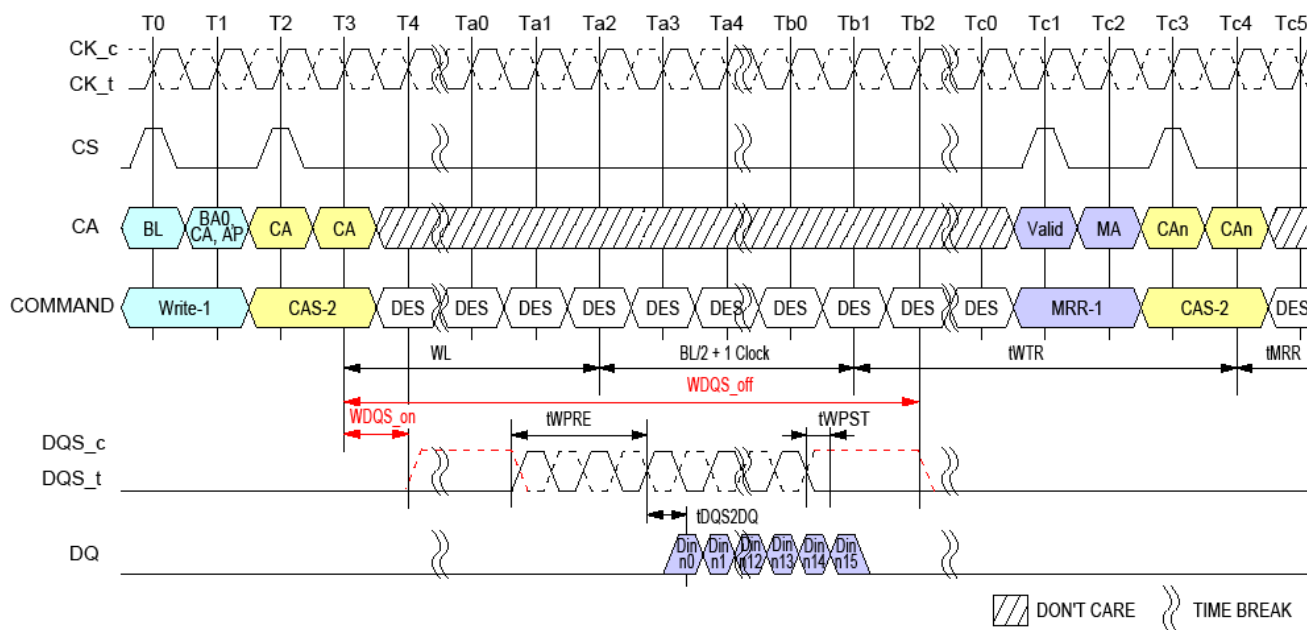 T0 T1 T2 T3 T4 Ta0 Ta1 Ta2 Ta3 Ta4 Tb0 Tb1 Tb2 Tc0 Tc1 Tc2 Tc3 Tc4 Tc5
CK_c
CK_t
CS
CA BL BA0, CA, AP CA CA Valid MA CAn CAn
COMMAND Write-1 CAS-2 DES DES DES DES DES DES DES DES DES DES MRR-1 CAS-2 DES
WL BL/2 + 1 Clock tWTR tMRR
WDQS_off
WDQS_on tWPRE tWPST
DQS_c
DQS_t
tDQS2DQ
DQ Din n0 Din n1 Din n12 Din n13 Din n14 Din n15
DON'T CARE TIME BREAK